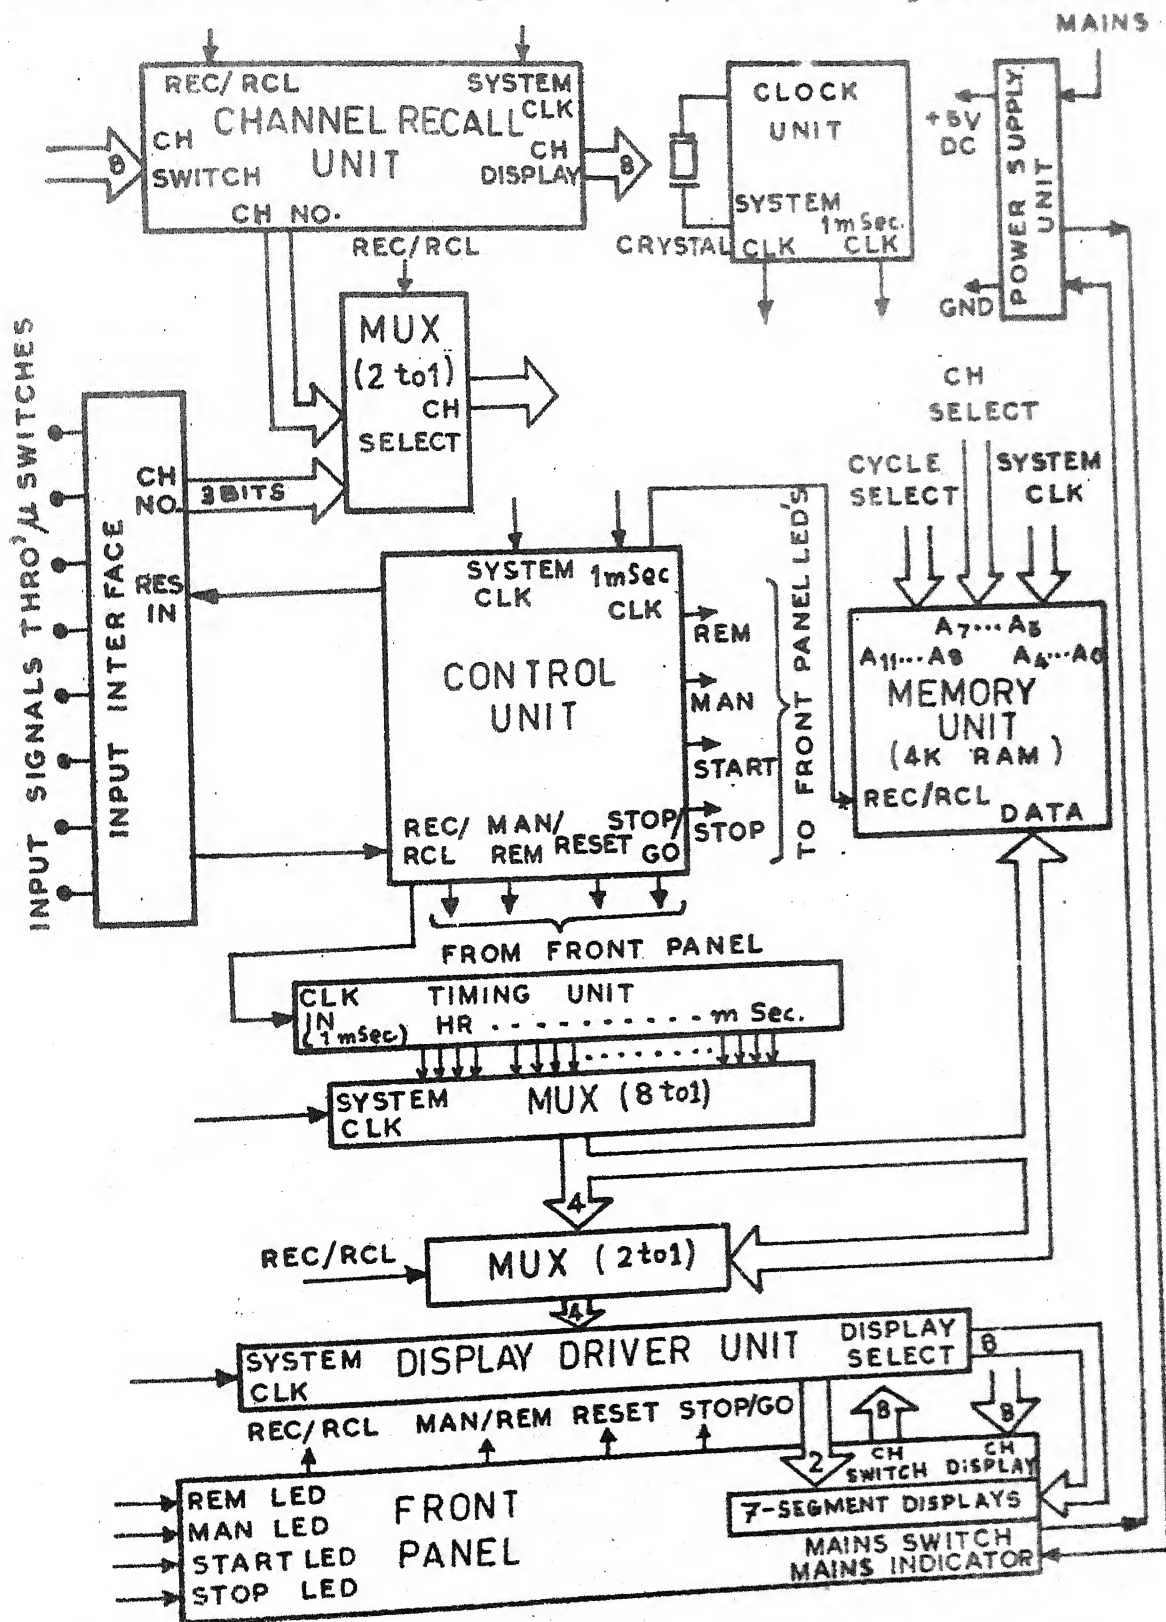 MAINS
REC/RCL
SYSTEM
CLK
CHANNEL RECALL
UNIT
CH
SWITCH
8
CH
DISPLAY
8
CH NO.
CLOCK
UNIT
SYSTEM
CLK
1mSec.
CLK
CRYSTAL
+5V
DC
GND
POWER SUPPLY
UNIT
REC/RCL
MUX
(2 to1)
CH
SELECT
INPUT SIGNALS THRO'/μ SWITCHES
INPUT INTERFACE
CH
NO.
3 BITS
RES
IN
CH
SELECT
CYCLE
SELECT
SYSTEM
CLK
SYSTEM
CLK
1mSec
CLK
CONTROL
UNIT
REM
MAN
START
STOP
TO FRONT PANEL LED'S
REC/
RCL
MAN/
REM
RESET
STOP/
GO
A7...A5
A11...A8
A4...A0
MEMORY
UNIT
(4K RAM)
REC/RCL
DATA
FROM FRONT PANEL
CLK
IN
(1mSec)
TIMING UNIT
HR ........... m Sec.
SYSTEM
CLK
MUX (8 to1)
4
REC/RCL
MUX (2to1)
4
SYSTEM
CLK
DISPLAY DRIVER UNIT
DISPLAY
SELECT
8
REC/RCL
MAN/REM
RESET
STOP/GO
2
8
8
CH
SWITCH
CH
DISPLAY
REM LED
MAN LED
START LED
STOP LED
FRONT
PANEL
7-SEGMENT DISPLAYS
MAINS SWITCH
MAINS INDICATOR